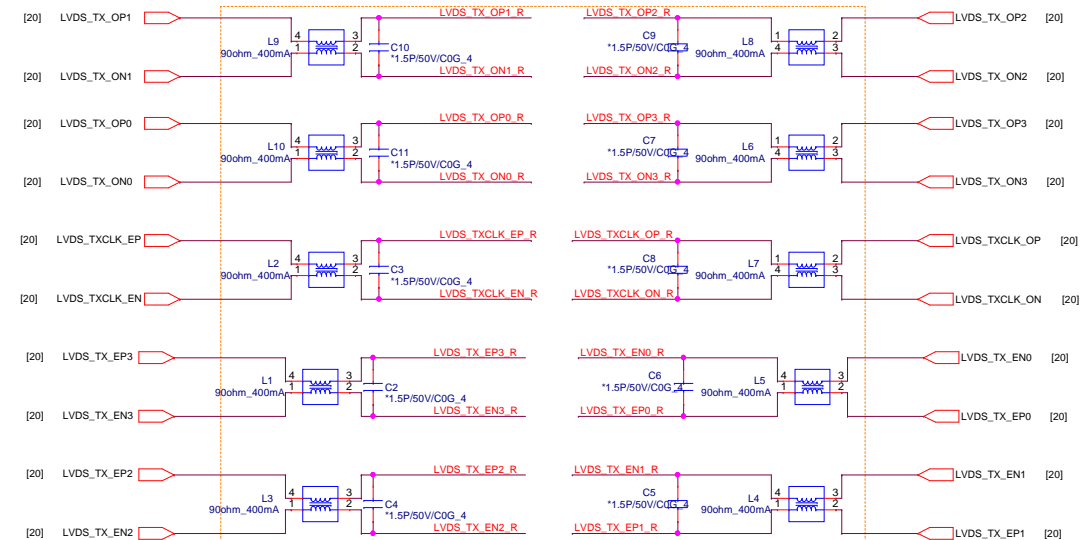 [20] LVDS_TX_OP1 LVDS_TX_OP1_R LVDS_TX_OP2_R LVDS_TX_OP2 [20]
L9 4 3 C10 C9 L8 1 2
90ohm_400mA 1 2 *1.5P/50V/C0G_4 *1.5P/50V/C0G_4 90ohm_400mA 4 3
[20] LVDS_TX_ON1 LVDS_TX_ON1_R LVDS_TX_ON2_R LVDS_TX_ON2 [20]
[20] LVDS_TX_OP0 LVDS_TX_OP0_R LVDS_TX_OP3_R LVDS_TX_OP3 [20]
L10 4 3 C11 C7 L6 1 2
90ohm_400mA 1 2 *1.5P/50V/C0G_4 *1.5P/50V/C0G_4 90ohm_400mA 4 3
[20] LVDS_TX_ON0 LVDS_TX_ON0_R LVDS_TX_ON3_R LVDS_TX_ON3 [20]
[20] LVDS_TXCLK_EP LVDS_TXCLK_EP_R LVDS_TXCLK_OP_R LVDS_TXCLK_OP [20]
L2 4 3 C3 C8 L7 1 2
90ohm_400mA 1 2 *1.5P/50V/C0G_4 *1.5P/50V/C0G_4 90ohm_400mA 4 3
[20] LVDS_TXCLK_EN LVDS_TXCLK_EN_R LVDS_TXCLK_ON_R LVDS_TXCLK_ON [20]
[20] LVDS_TX_EP3 LVDS_TX_EP3_R LVDS_TX_EN0_R LVDS_TX_EN0 [20]
L1 4 3 C2 C6 L5 4 3
90ohm_400mA 1 2 *1.5P/50V/C0G_4 *1.5P/50V/C0G_4 90ohm_400mA 1 2
[20] LVDS_TX_EN3 LVDS_TX_EN3_R LVDS_TX_EP0_R LVDS_TX_EP0 [20]
[20] LVDS_TX_EP2 LVDS_TX_EP2_R LVDS_TX_EN1_R LVDS_TX_EN1 [20]
L3 4 3 C4 C5 L4 4 3
90ohm_400mA 1 2 *1.5P/50V/C0G_4 *1.5P/50V/C0G_4 90ohm_400mA 1 2
[20] LVDS_TX_EN2 LVDS_TX_EN2_R LVDS_TX_EP1_R LVDS_TX_EP1 [20]